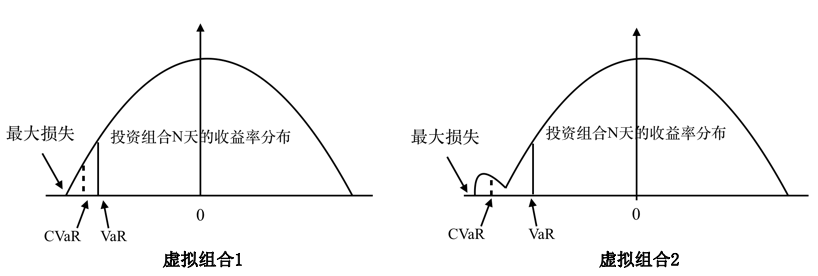 最大损失
投资组合N天的收益率分布
0
CVaR
VaR
虚拟组合1
最大损失
投资组合N天的收益率分布
0
CVaR
VaR
虚拟组合2